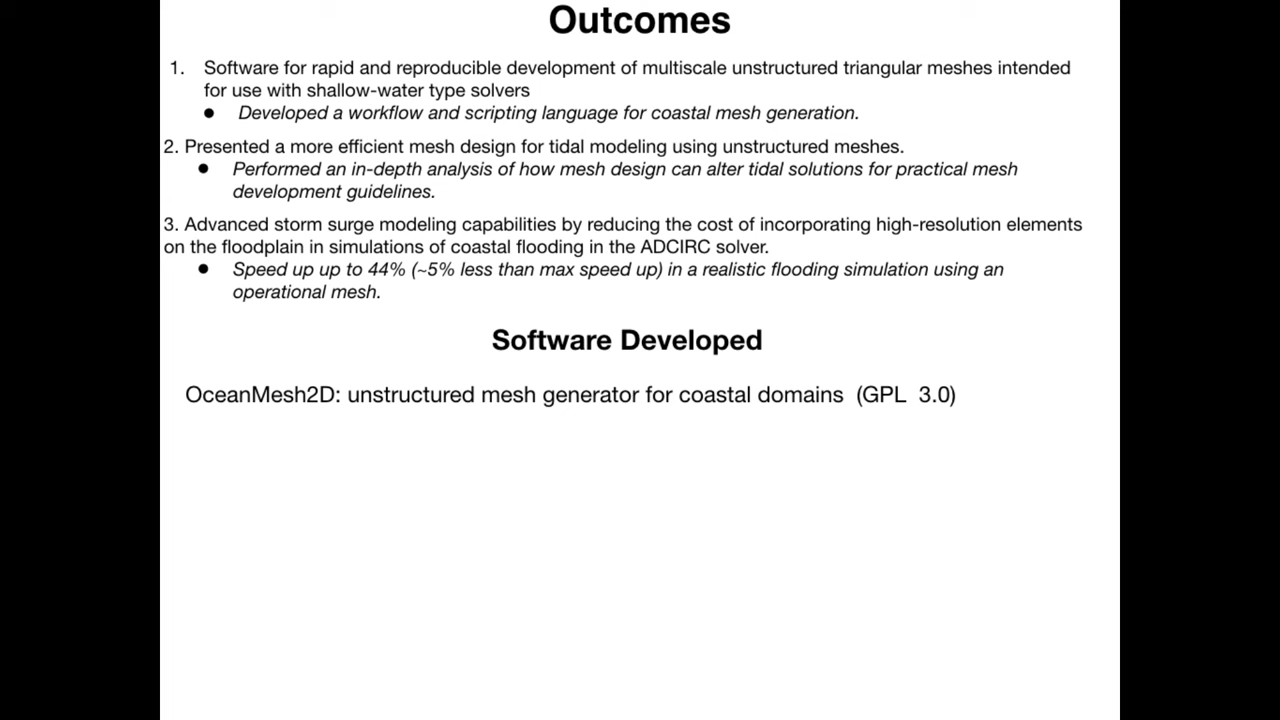 Outcomes
1. Software for rapid and reproducible development of multiscale unstructured triangular meshes intended
for use with shallow-water type solvers
● Developed a workflow and scripting language for coastal mesh generation.
2. Presented a more efficient mesh design for tidal modeling using unstructured meshes.
● Performed an in-depth analysis of how mesh design can alter tidal solutions for practical mesh
development guidelines.
3. Advanced storm surge modeling capabilities by reducing the cost of incorporating high-resolution elements
on the floodplain in simulations of coastal flooding in the ADCIRC solver.
● Speed up up to 44% (~5% less than max speed up) in a realistic flooding simulation using an
operational mesh.
Software Developed
OceanMesh2D: unstructured mesh generator for coastal domains (GPL 3.0)